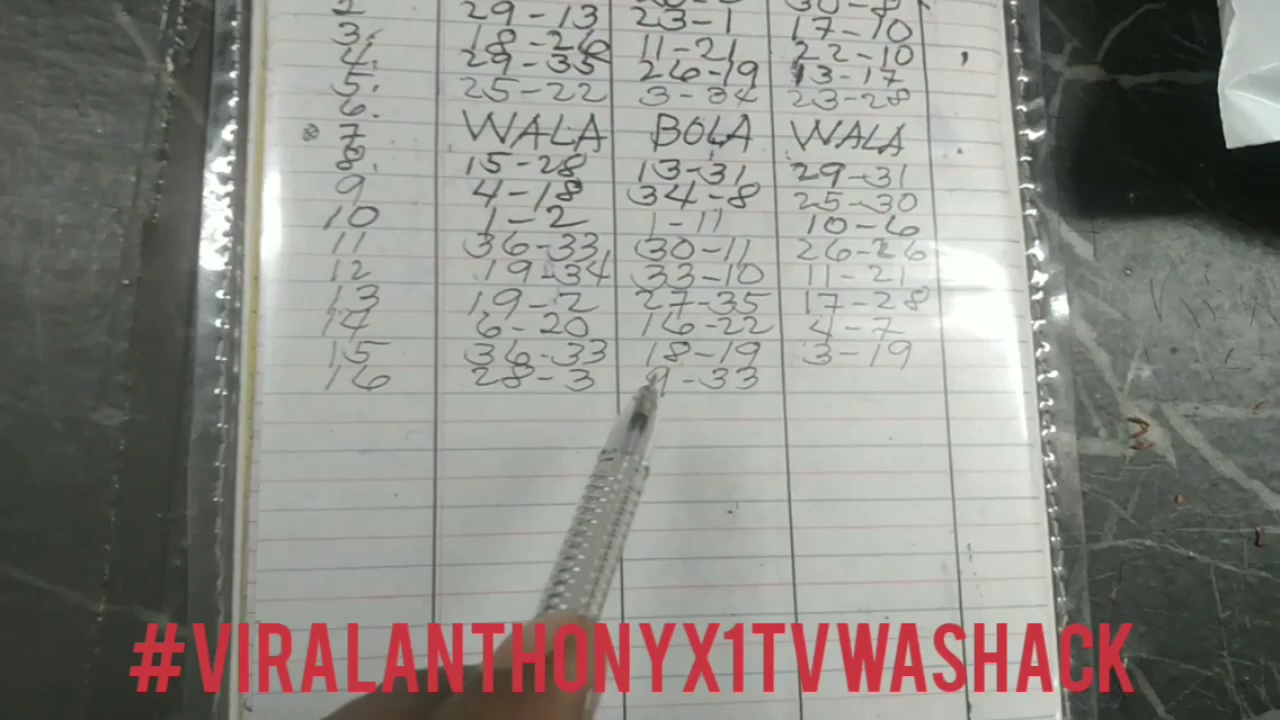 2 29-13 23-1 17-10
3. 18-26 11-21 22-10
4. 29-35 26-19 13-17
5. 25-22 3-34 23-28
6.
7 WALA BOLA WALA
8. 15-28 13-31 29-31
9 4-18 34-8 25-30
10 1-2 1-11 10-6
11 36-33 30-11 26-26
12 19-34 33-10 11-21
13 19-2 27-35 17-28
14 6-20 16-22 4-7
15 36-33 18-19 3-19
16 28-3 9-33
#VIRALANTHONYX1TVWASHACK